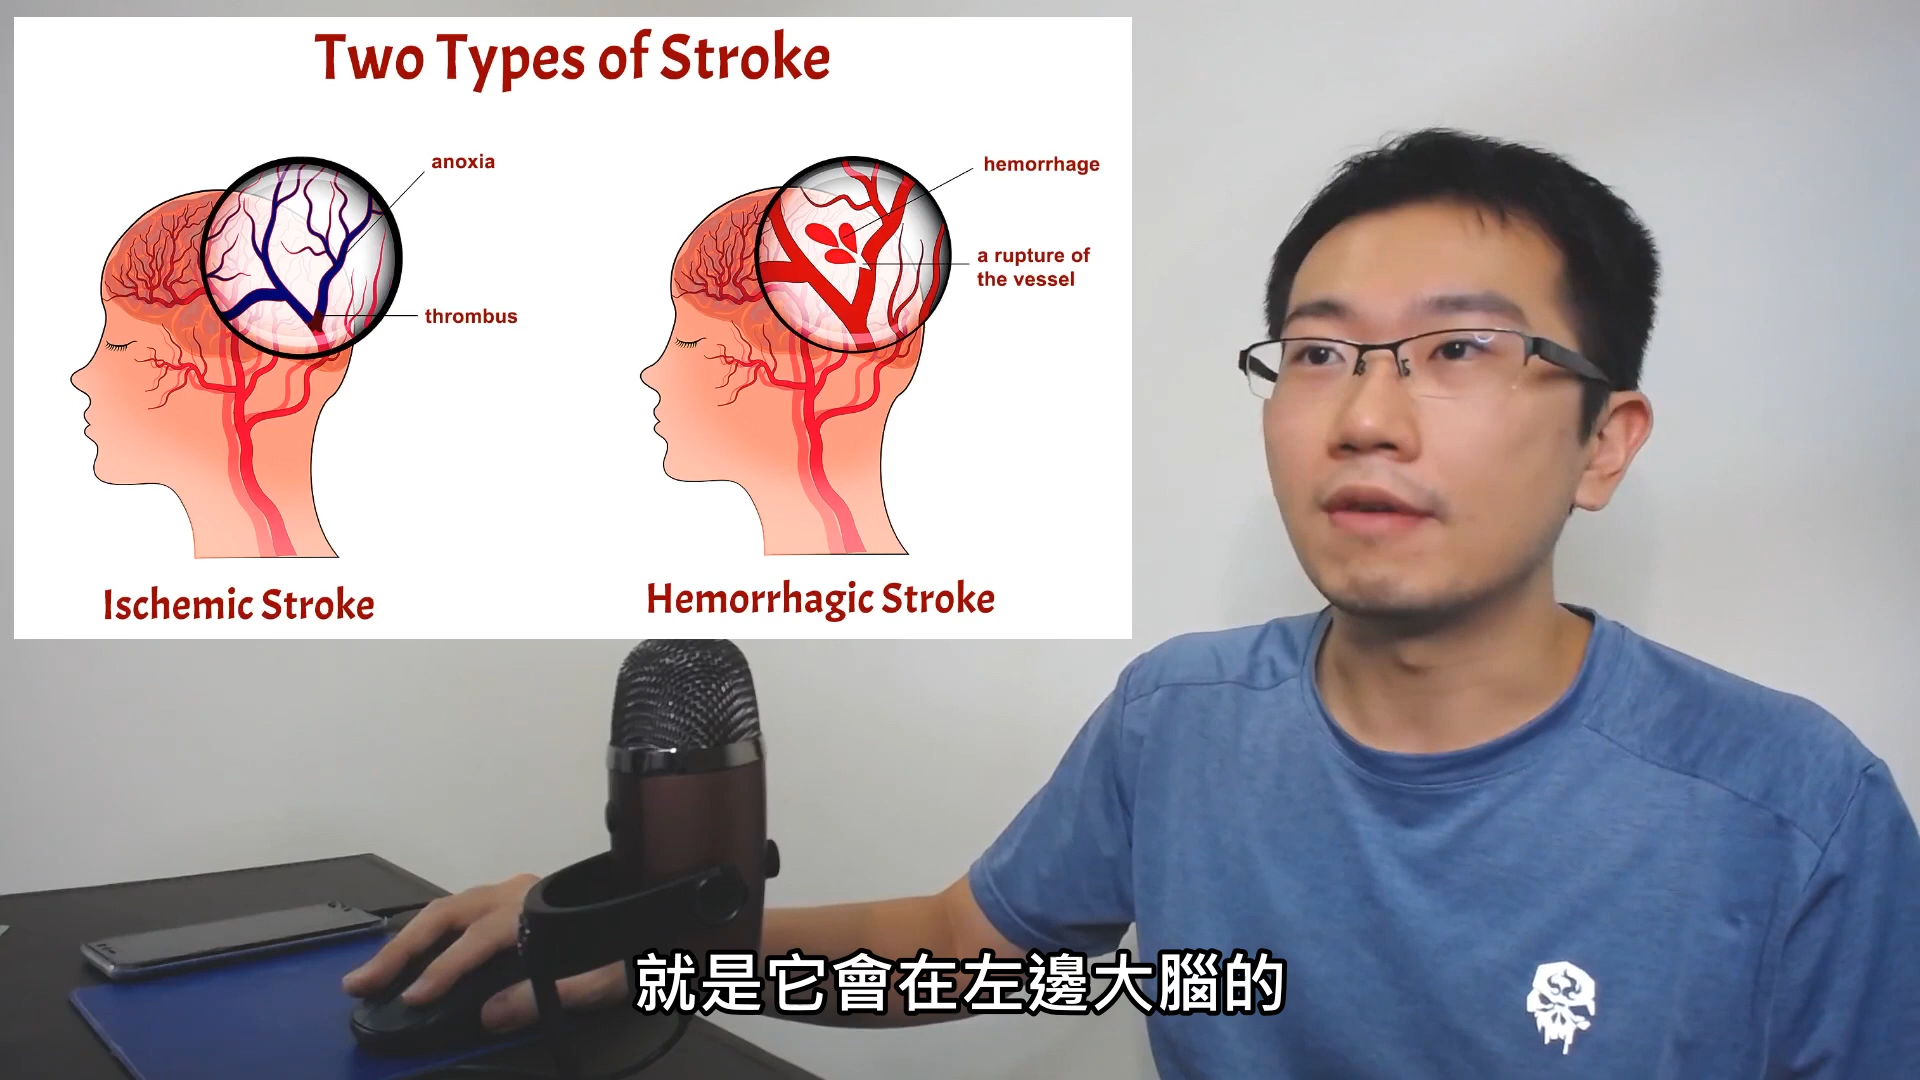 Two Types of Stroke
anoxia
thrombus
Ischemic Stroke
hemorrhage
a rupture of
the vessel
Hemorrhagic Stroke
就是它會在左邊大腦的